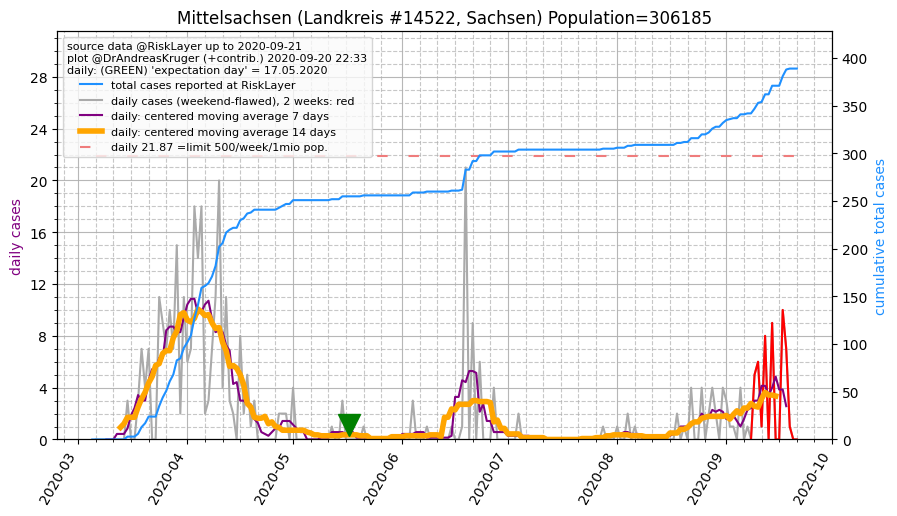 Mittelsachsen (Landkreis #14522, Sachsen) Population=306185
source data @RiskLayer up to 2020-09-21
plot @DrAndreasKruger (+contrib.) 2020-09-20 22:33
daily: (GREEN) 'expectation day' = 17.05.2020
total cases reported at RiskLayer
daily cases (weekend-flawed), 2 weeks: red
daily: centered moving average 7 days
daily: centered moving average 14 days
daily 21.87 =limit 500/week/1mio pop.
daily cases
28
24
20
16
12
8
4
0
400
350
300
250
200
150
100
50
0
cumulative total cases
2020-03
2020-04
2020-05
2020-06
2020-07
2020-08
2020-09
2020-10